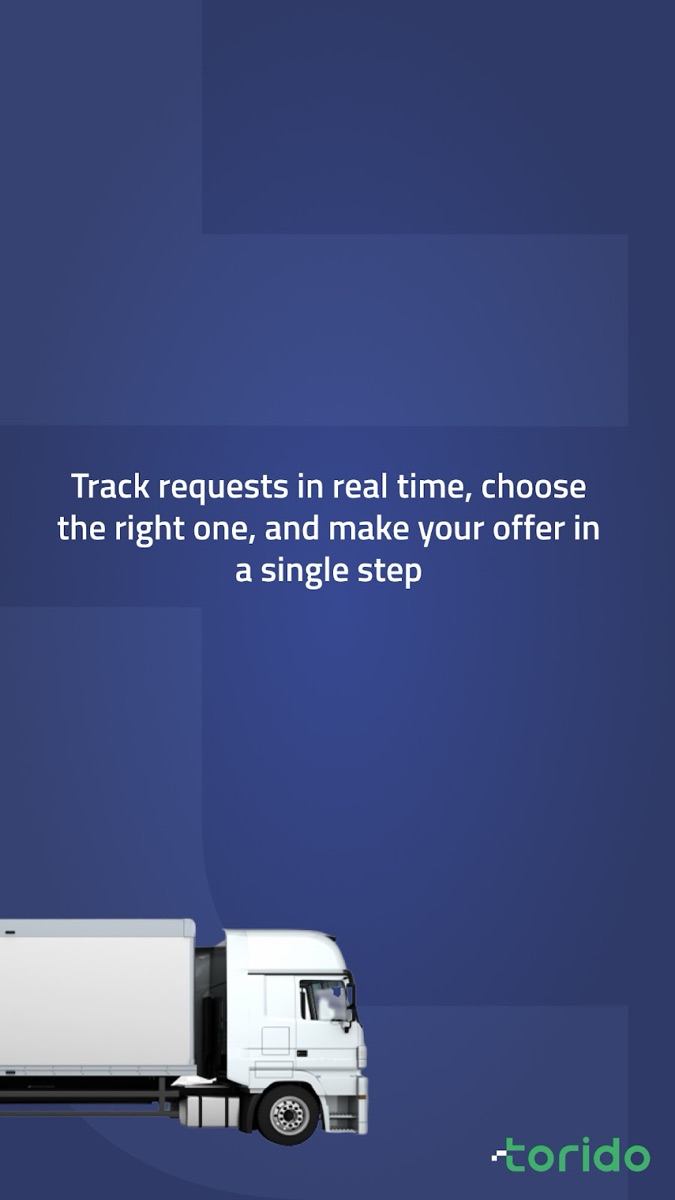 Track requests in real time, choose
the right one, and make your offer in
a single step
torido